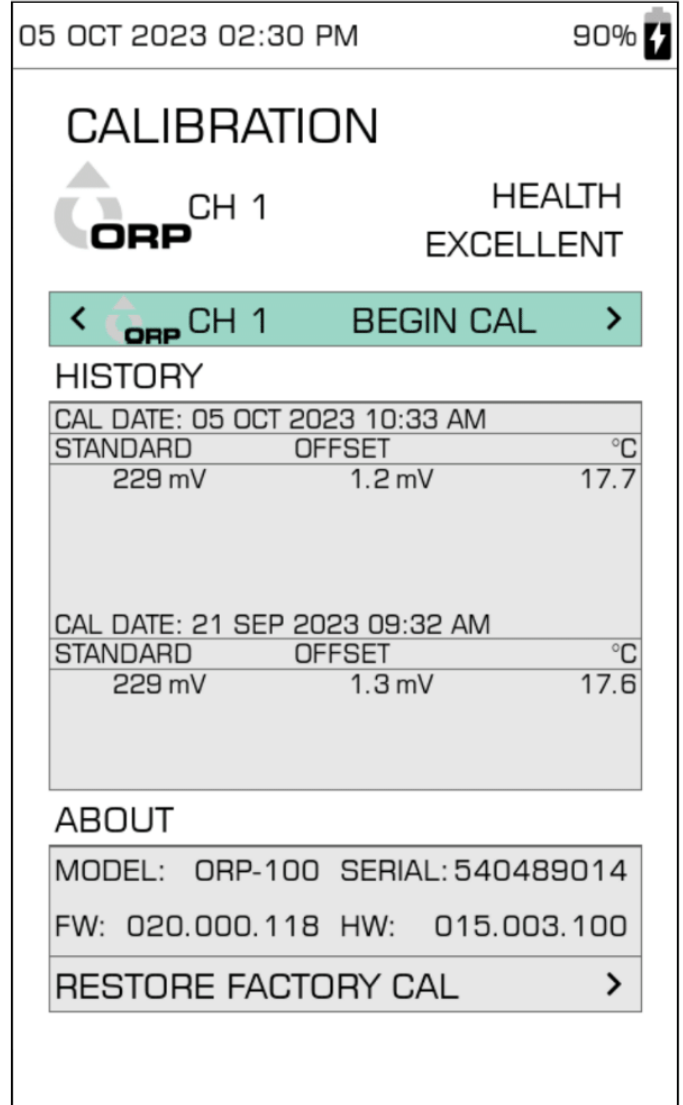 05 OCT 2023 02:30 PM 90%
CALIBRATION
ORP CH 1 HEALTH
EXCELLENT
< ORP CH 1 BEGIN CAL >
HISTORY
CAL DATE: 05 OCT 2023 10:33 AM
STANDARD OFFSET °C
229 mV 1.2 mV 17.7
CAL DATE: 21 SEP 2023 09:32 AM
STANDARD OFFSET °C
229 mV 1.3 mV 17.6
ABOUT
MODEL: ORP-100 SERIAL: 540489014
FW: 020.000.118 HW: 015.003.100
RESTORE FACTORY CAL >